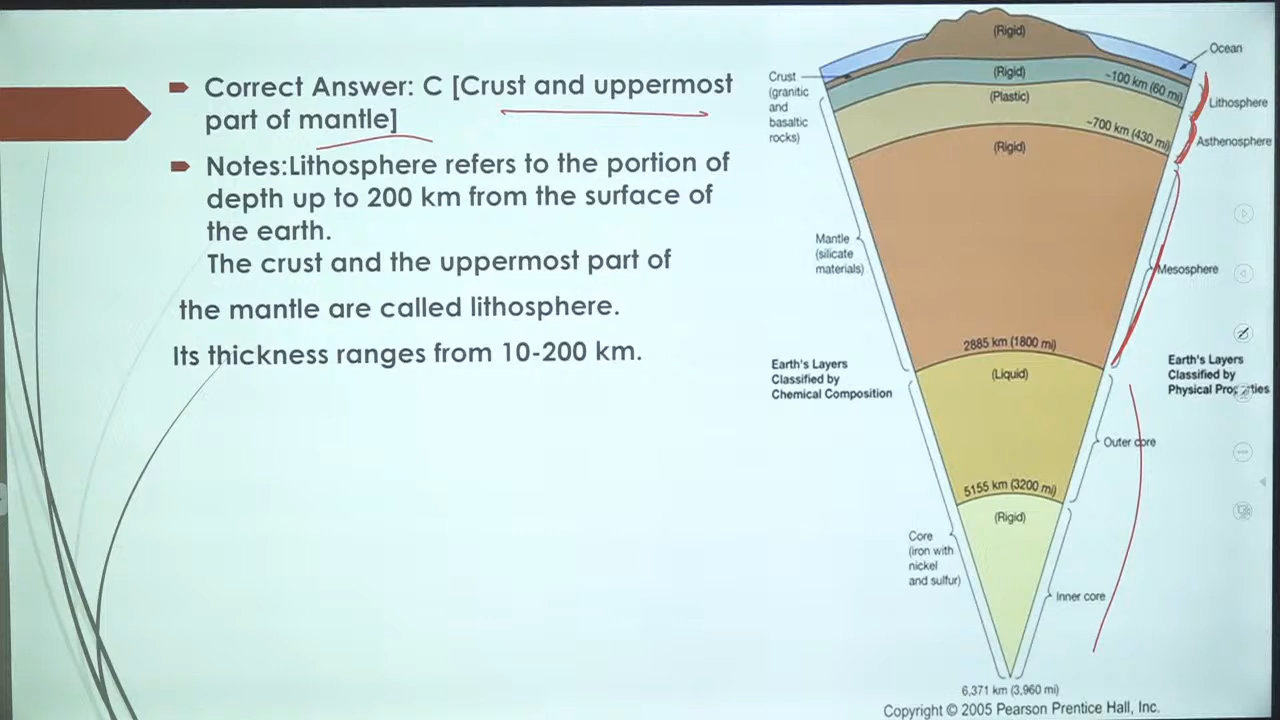 Correct Answer: C [Crust and uppermost
part of mantle]
Notes:Lithosphere refers to the portion of
depth up to 200 km from the surface of
the earth.
The crust and the uppermost part of
the mantle are called lithosphere.
Its thickness ranges from 10-200 km.
(Rigid)
Ocean
Crust
(granitic
and
basaltic
rocks)
(Rigid)
~100 km (60 mi)
Lithosphere
(Plastic)
~700 km (430 mi)
Asthenosphere
(Rigid)
Mantle
(silicate
materials)
Mesosphere
2885 km (1800 mi)
(Liquid)
Earth's Layers
Classified by
Chemical Composition
Earth's Layers
Classified by
Physical Properties
Outer core
5155 km (3200 mi)
(Rigid)
Core
(iron with
nickel
and sulfur)
Inner core
6,371 km (3,960 mi)
Copyright © 2005 Pearson Prentice Hall, Inc.